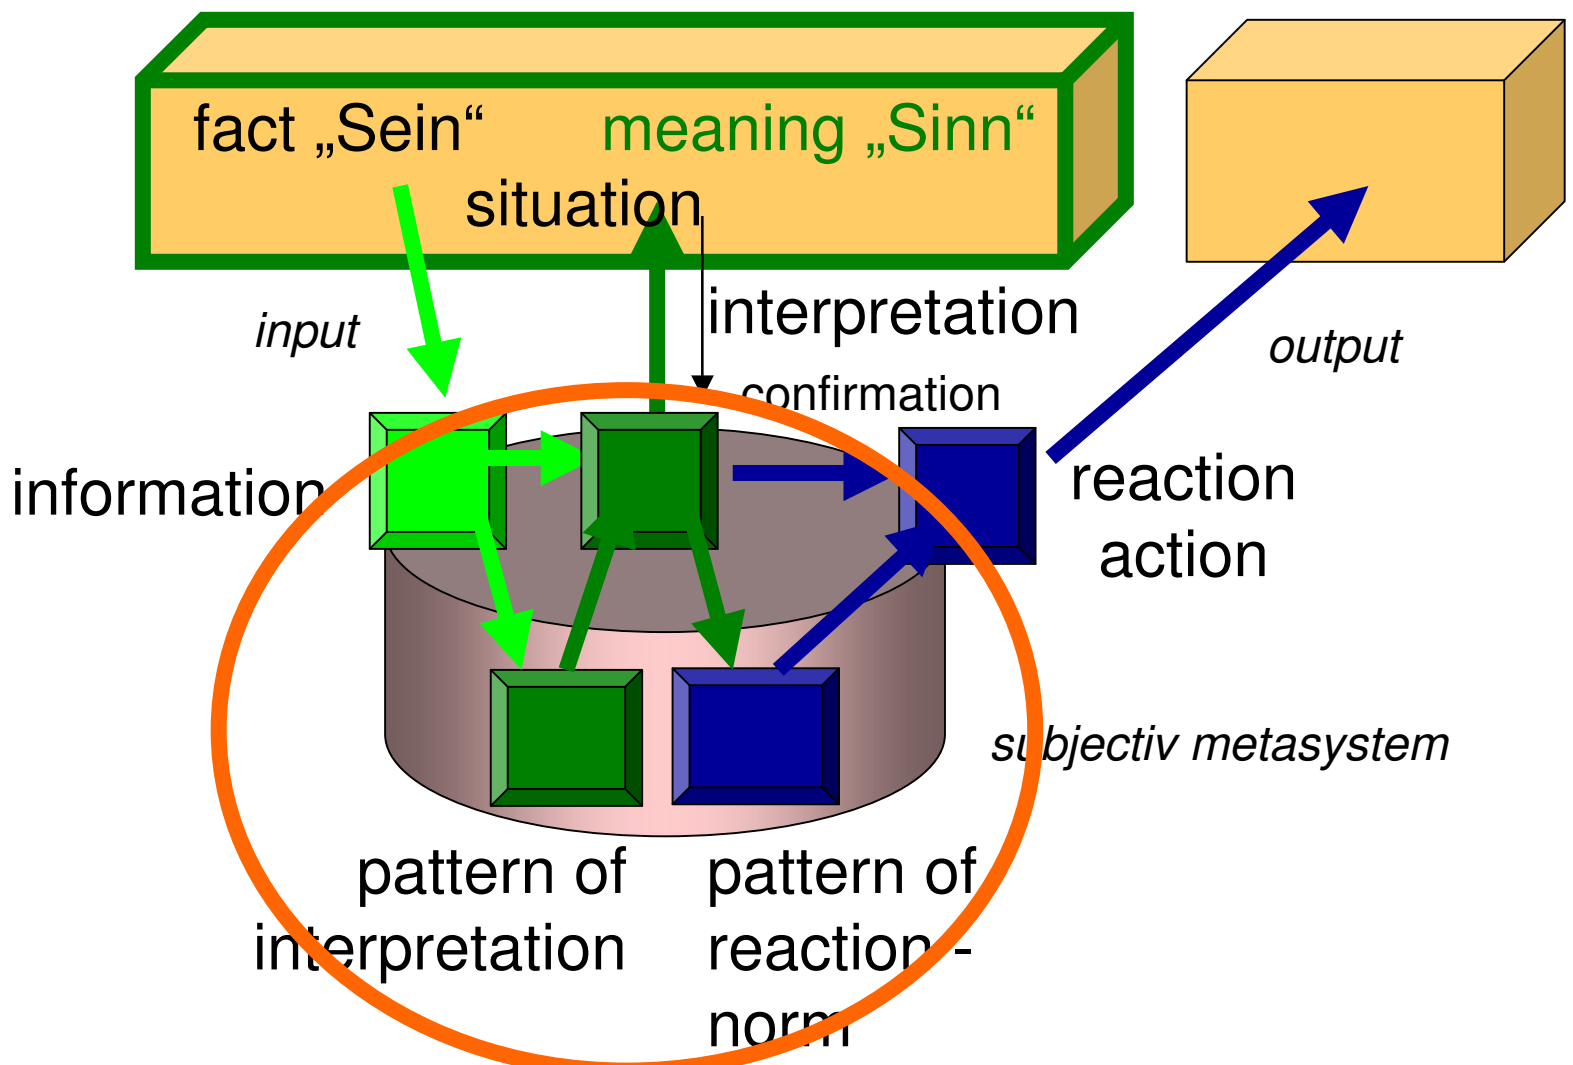 fact „Sein“ meaning „Sinn“
situation
input
interpretation
confirmation
output
information
reaction
action
subjectiv metasystem
pattern of
interpretation
pattern of
reaction -
norm